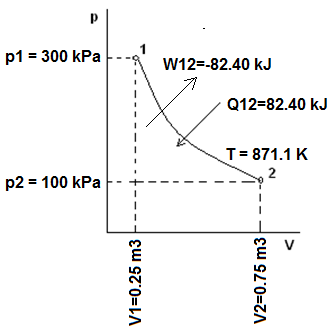 p
p1 = 300 kPa
1
W12=-82.40 kJ
Q12=82.40 kJ
T = 871.1 K
p2 = 100 kPa
2
V
V1=0.25 m3
V2=0.75 m3